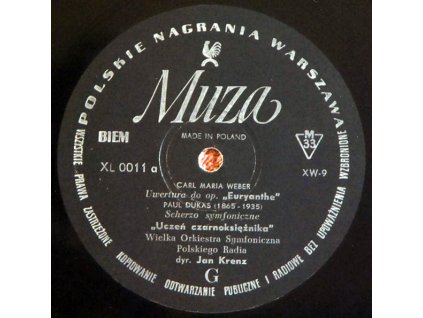 POLSKIE NAGRANIA WARSZAWA
Muza
MADE IN POLAND
BIEM
M
33
XL 0011 a
XW-9
CARL MARIA WEBER
Uwertura do op. „Euryanthe"
PAUL DUKAS (1865-1935)
Scherzo symfoniczne
„Uczeń czarnoksiężnika"
Wielka Orkiestra Symfoniczna
Polskiego Radia
dyr. Jan Krenz
G
WSZYSTKIE PRAWA ZASTRZEŻONE KOPIOWANIE ODTWARZANIE PUBLICZNE I RADIOWE BEZ UPOWAŻNIENIA WZBRONIONE